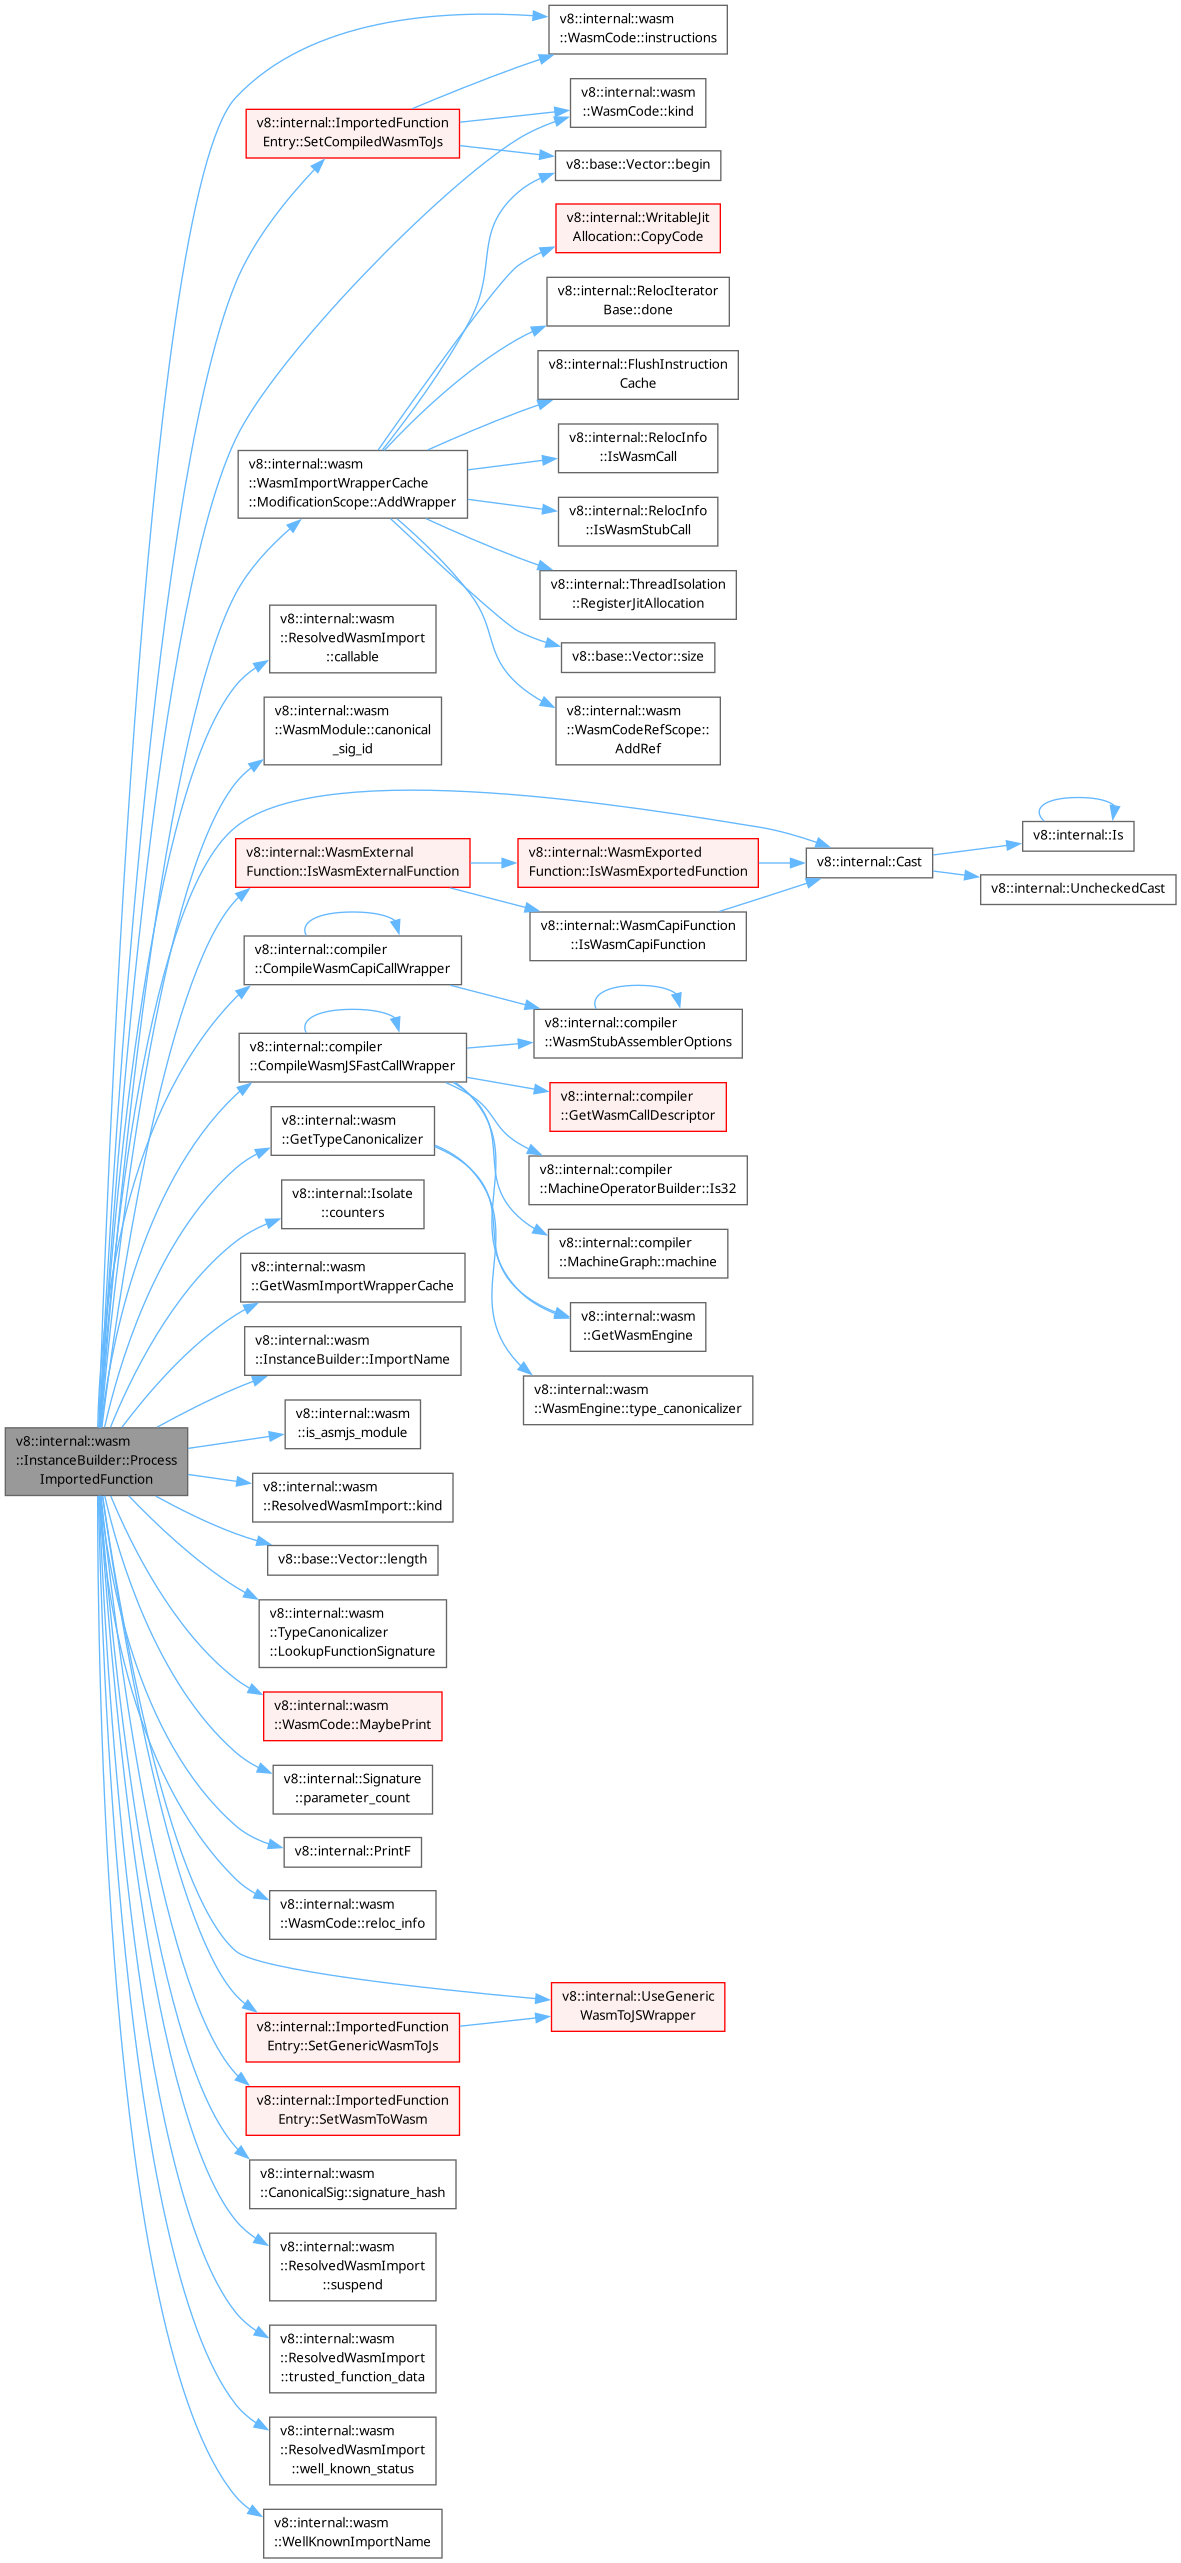 v8::internal::wasm
::WasmCode::instructions
v8::internal::ImportedFunction
Entry::SetCompiledWasmToJs
v8::internal::wasm
::WasmCode::kind
v8::base::Vector::begin
v8::internal::WritableJit
Allocation::CopyCode
v8::internal::RelocIterator
Base::done
v8::internal::FlushInstruction
Cache
v8::internal::RelocInfo
::IsWasmCall
v8::internal::wasm
::WasmImportWrapperCache
::ModificationScope::AddWrapper
v8::internal::RelocInfo
::IsWasmStubCall
v8::internal::ThreadIsolation
::RegisterJitAllocation
v8::internal::wasm
::ResolvedWasmImport
::callable
v8::base::Vector::size
v8::internal::wasm
::WasmModule::canonical
_sig_id
v8::internal::wasm
::WasmCodeRefScope::
AddRef
v8::internal::Is
v8::internal::WasmExternal
Function::IsWasmExternalFunction
v8::internal::WasmExported
Function::IsWasmExportedFunction
v8::internal::Cast
v8::internal::UncheckedCast
v8::internal::WasmCapiFunction
::IsWasmCapiFunction
v8::internal::compiler
::CompileWasmCapiCallWrapper
v8::internal::compiler
::WasmStubAssemblerOptions
v8::internal::compiler
::CompileWasmJSFastCallWrapper
v8::internal::compiler
::GetWasmCallDescriptor
v8::internal::wasm
::GetTypeCanonicalizer
v8::internal::compiler
::MachineOperatorBuilder::Is32
v8::internal::Isolate
::counters
v8::internal::compiler
::MachineGraph::machine
v8::internal::wasm
::GetWasmImportWrapperCache
v8::internal::wasm
::GetWasmEngine
v8::internal::wasm
::InstanceBuilder::ImportName
v8::internal::wasm
::WasmEngine::type_canonicalizer
v8::internal::wasm
::is_asmjs_module
v8::internal::wasm
::InstanceBuilder::Process
ImportedFunction
v8::internal::wasm
::ResolvedWasmImport::kind
v8::base::Vector::length
v8::internal::wasm
::TypeCanonicalizer
::LookupFunctionSignature
v8::internal::wasm
::WasmCode::MaybePrint
v8::internal::Signature
::parameter_count
v8::internal::PrintF
v8::internal::wasm
::WasmCode::reloc_info
v8::internal::UseGeneric
WasmToJSWrapper
v8::internal::ImportedFunction
Entry::SetGenericWasmToJs
v8::internal::ImportedFunction
Entry::SetWasmToWasm
v8::internal::wasm
::CanonicalSig::signature_hash
v8::internal::wasm
::ResolvedWasmImport
::suspend
v8::internal::wasm
::ResolvedWasmImport
::trusted_function_data
v8::internal::wasm
::ResolvedWasmImport
::well_known_status
v8::internal::wasm
::WellKnownImportName